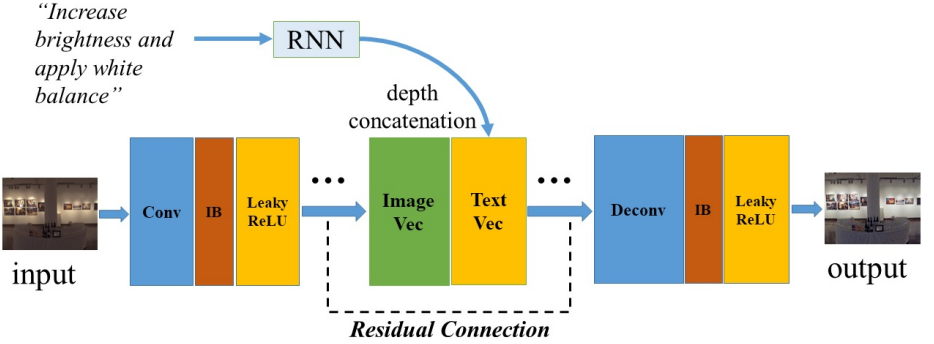 “Increase
brightness and
apply white
balance”
RNN
depth
concatenation
input
Conv
IB
Leaky
ReLU
...
Image
Vec
Text
Vec
...
Deconv
IB
Leaky
ReLU
output
Residual Connection